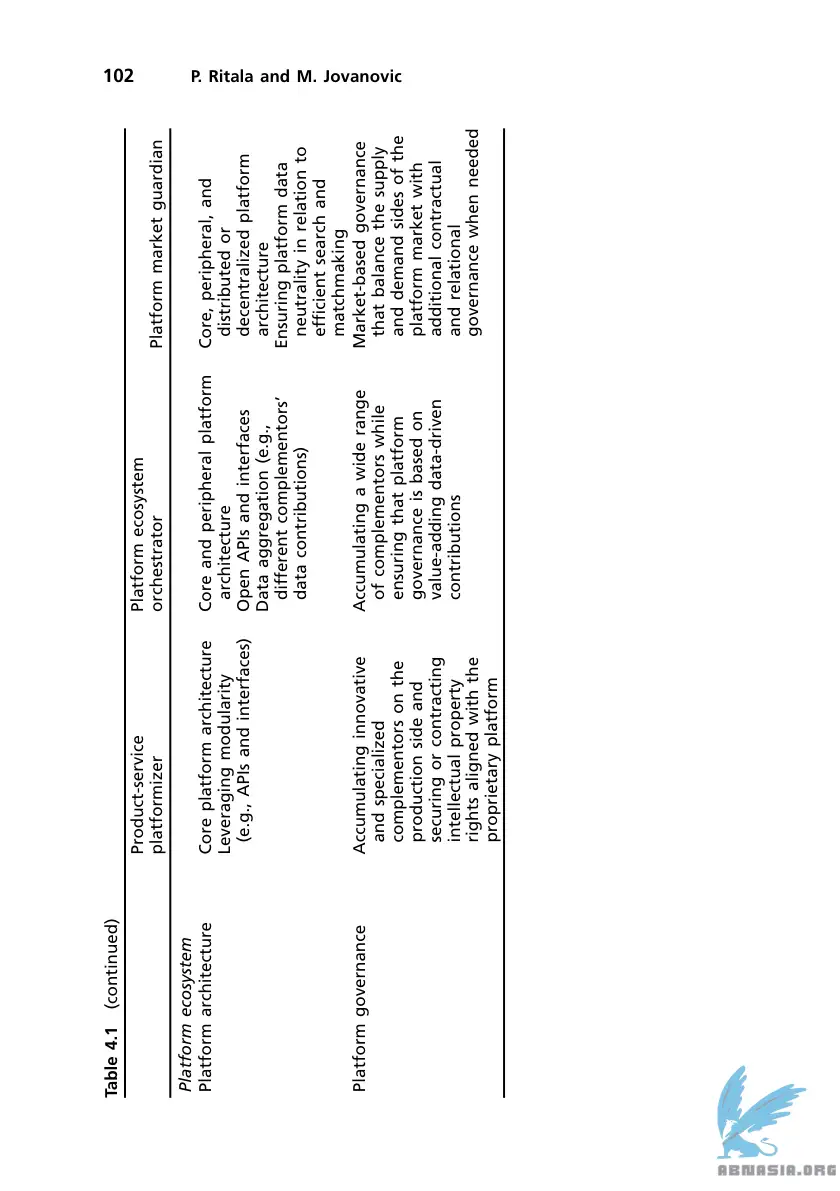 102 P. Ritala and M. Jovanovic
Table 4.1 (continued)
Product-service
platformizer
Platform ecosystem
orchestrator
Platform market guardian
Platform ecosystem
Platform architecture
Core platform architecture
Leveraging modularity
(e.g., APIs and interfaces)
Core and peripheral platform
architecture
Open APIs and interfaces
Data aggregation (e.g.,
different complementors’
data contributions)
Core, peripheral, and
distributed or
decentralized platform
architecture
Ensuring platform data
neutrality in relation to
efficient search and
matchmaking
Platform governance
Accumulating innovative
and specialized
complementors on the
production side and
securing or contracting
intellectual property
rights aligned with the
proprietary platform
Accumulating a wide range
of complementors while
ensuring that platform
governance is based on
value-adding data-driven
contributions
Market-based governance
that balance the supply
and demand sides of the
platform market with
additional contractual
and relational
governance when needed
ABNASIA.ORG